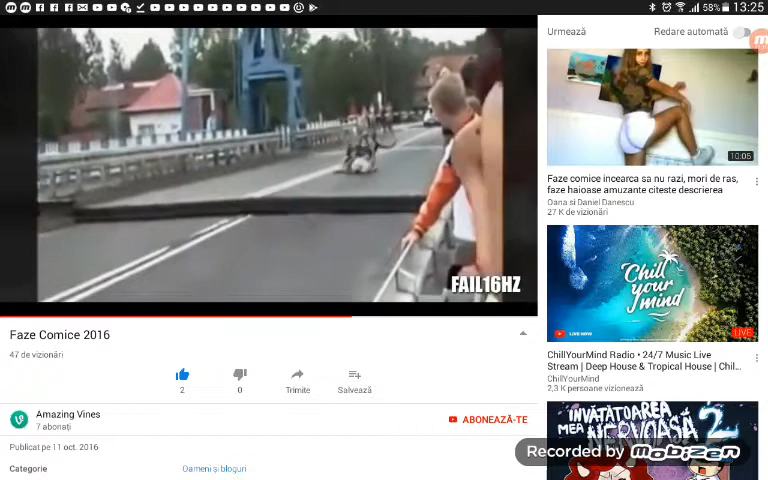 58% 13:25
Urmează
Redare automată
FAIL16HZ
10:05
Faze comice incearca sa nu razi, mori de ras,
faze haioase amuzante citeste descrierea
Oana si Daniel Danescu
27 K de vizionări
Chill
your
mind
LIVE NOW
LIVE
ChillYourMind Radio • 24/7 Music Live
Stream | Deep House & Tropical House | Chil...
ChillYourMind
2,3 K persoane vizionează
Faze Comice 2016
47 de vizionări
2
0
Trimite
Salvează
Amazing Vines
7 abonați
ABONEAZĂ-TE
Publicat pe 11 oct. 2016
Categorie
Oameni și bloguri
INVĂȚĂTOAREA
MEA NERVOASĂ 2
Recorded by mobizen